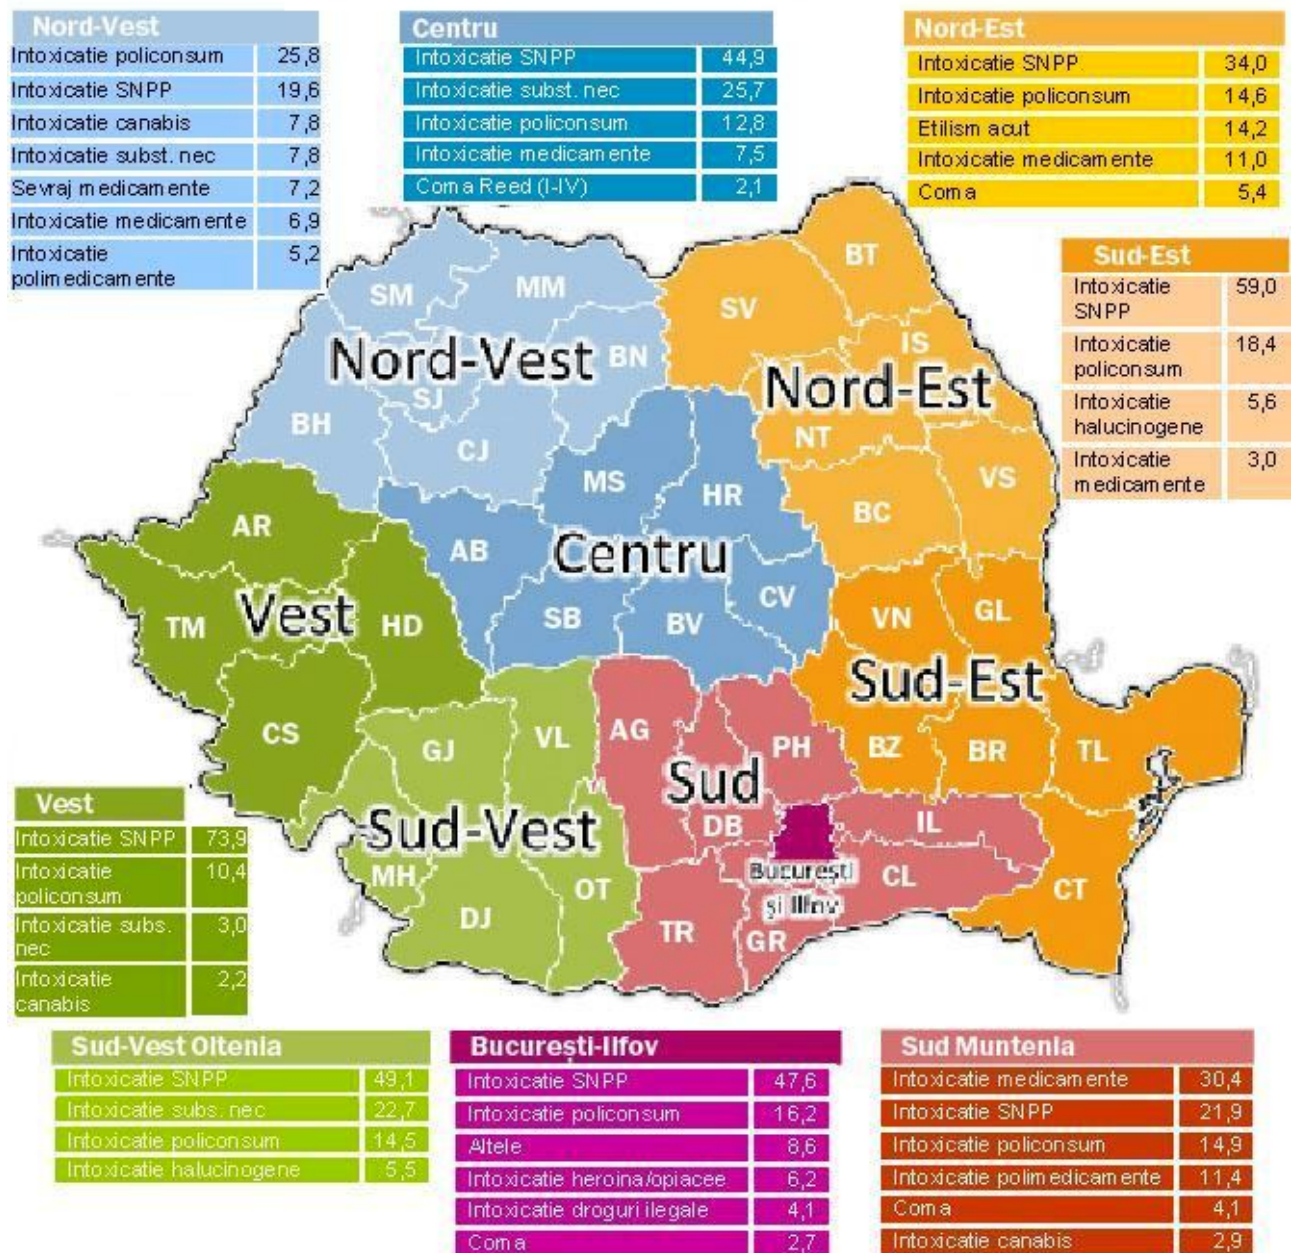 Nord-Vest
Intoxicatie policonsum 25,8
Intoxicatie SNPP 19,6
Intoxicatie canabis 7,8
Intoxicatie subst. nec 7,8
Sevraj medicamente 7,2
Intoxicatie medicamente 6,9
Intoxicatie 5,2
polimedicamente
Centru
Intoxicatie SNPP 44,9
Intoxicatie subst. nec 25,7
Intoxicatie policonsum 12,8
Intoxicatie medicamente 7,5
Coma Reed (I-IV) 2,1
Nord-Est
Intoxicatie SNPP 34,0
Intoxicatie policonsum 14,6
Etilism acut 14,2
Intoxicatie medicamente 11,0
Coma 5,4
Sud-Est
Intoxicatie 59,0
SNPP
Intoxicatie 18,4
policonsum
Intoxicatie 5,6
halucinogene
Intoxicatie 3,0
medicamente
BT
SM MM SV
IS
Nord-Vest BN Nord-Est
SJ
BH CJ NT
MS HR VS
AR BC
AB Centru
CV
TM Vest HD SB BV VN GL
Sud-Est
CS GJ VL AG PH BZ BR TL
Sud
Sud-Vest DB IL
MH București CL CT
DJ OT și Ilfov
TR GR
Vest
Intoxicatie SNPP 73,9
Intoxicatie 10,4
policonsum
Intoxicatie subs. 3,0
nec
Intoxicatie 2,2
canabis
Sud-Vest Oltenia
Intoxicatie SNPP 49,1
Intoxicatie subs. nec 22,7
Intoxicatie policonsum 14,5
Intoxicatie halucinogene 5,5
București-Ilfov
Intoxicatie SNPP 47,6
Intoxicatie policonsum 16,2
Altele 8,6
Intoxicatie heroina/opiacee 6,2
Intoxicatie droguri ilegale 4,1
Coma 2,7
Sud Muntenia
Intoxicatie medicamente 30,4
Intoxicatie SNPP 21,9
Intoxicatie policonsum 14,9
Intoxicatie polimedicamente 11,4
Coma 4,1
Intoxicatie canabis 2,9